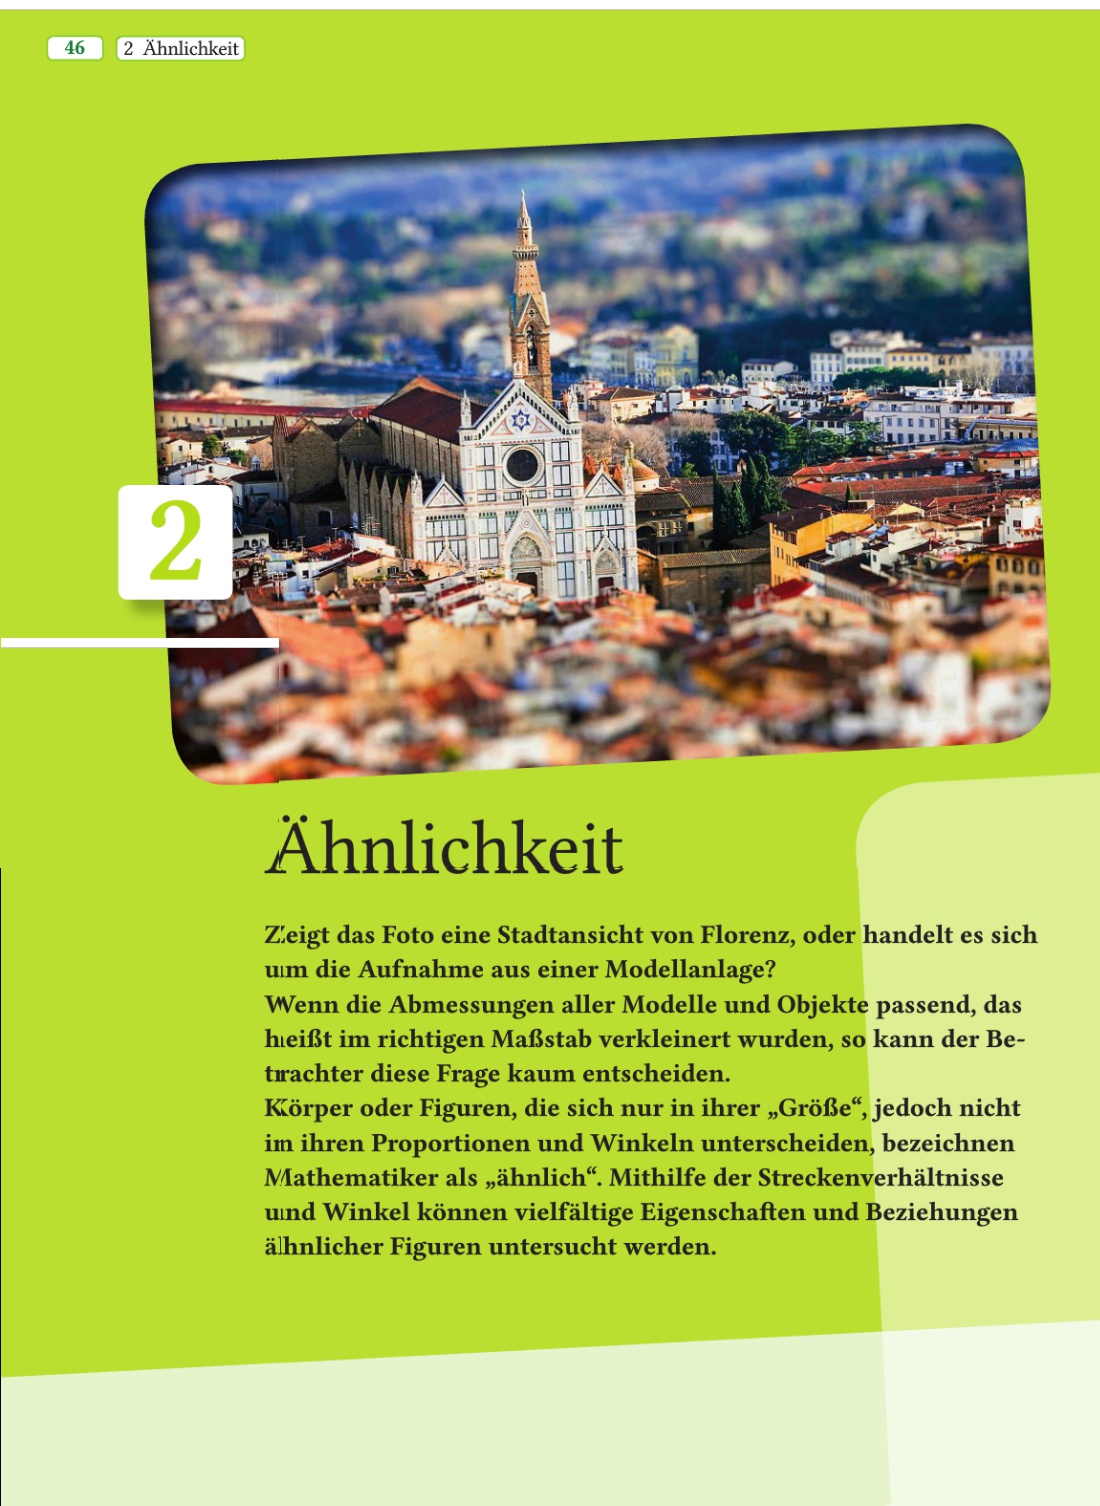 46 2 Ähnlichkeit
2
Ähnlichkeit
Zeigt das Foto eine Stadtansicht von Florenz, oder handelt es sich
um die Aufnahme aus einer Modellanlage?
Wenn die Abmessungen aller Modelle und Objekte passend, das
heißt im richtigen Maßstab verkleinert wurden, so kann der Be-
trachter diese Frage kaum entscheiden.
Körper oder Figuren, die sich nur in ihrer „Größe“, jedoch nicht
in ihren Proportionen und Winkeln unterscheiden, bezeichnen
Mathematiker als „ähnlich“. Mithilfe der Streckenverhältnisse
und Winkel können vielfältige Eigenschaften und Beziehungen
ähnlicher Figuren untersucht werden.